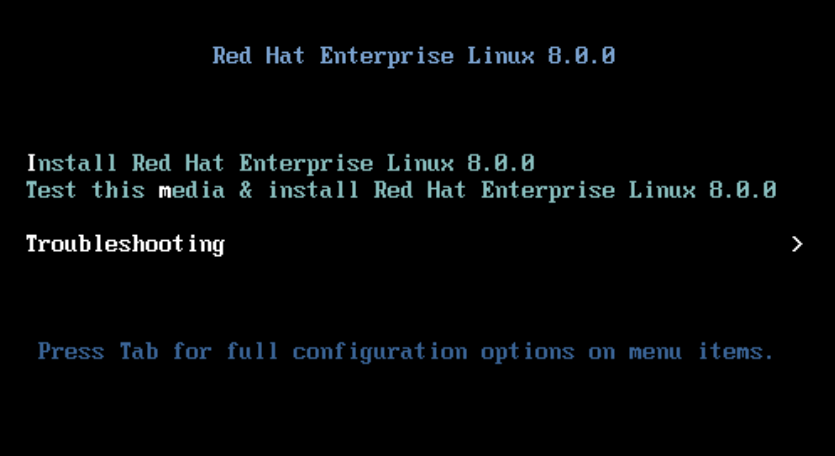 Red Hat Enterprise Linux 8.0.0
Install Red Hat Enterprise Linux 8.0.0
Test this media & install Red Hat Enterprise Linux 8.0.0
Troubleshooting >
Press Tab for full configuration options on menu items.